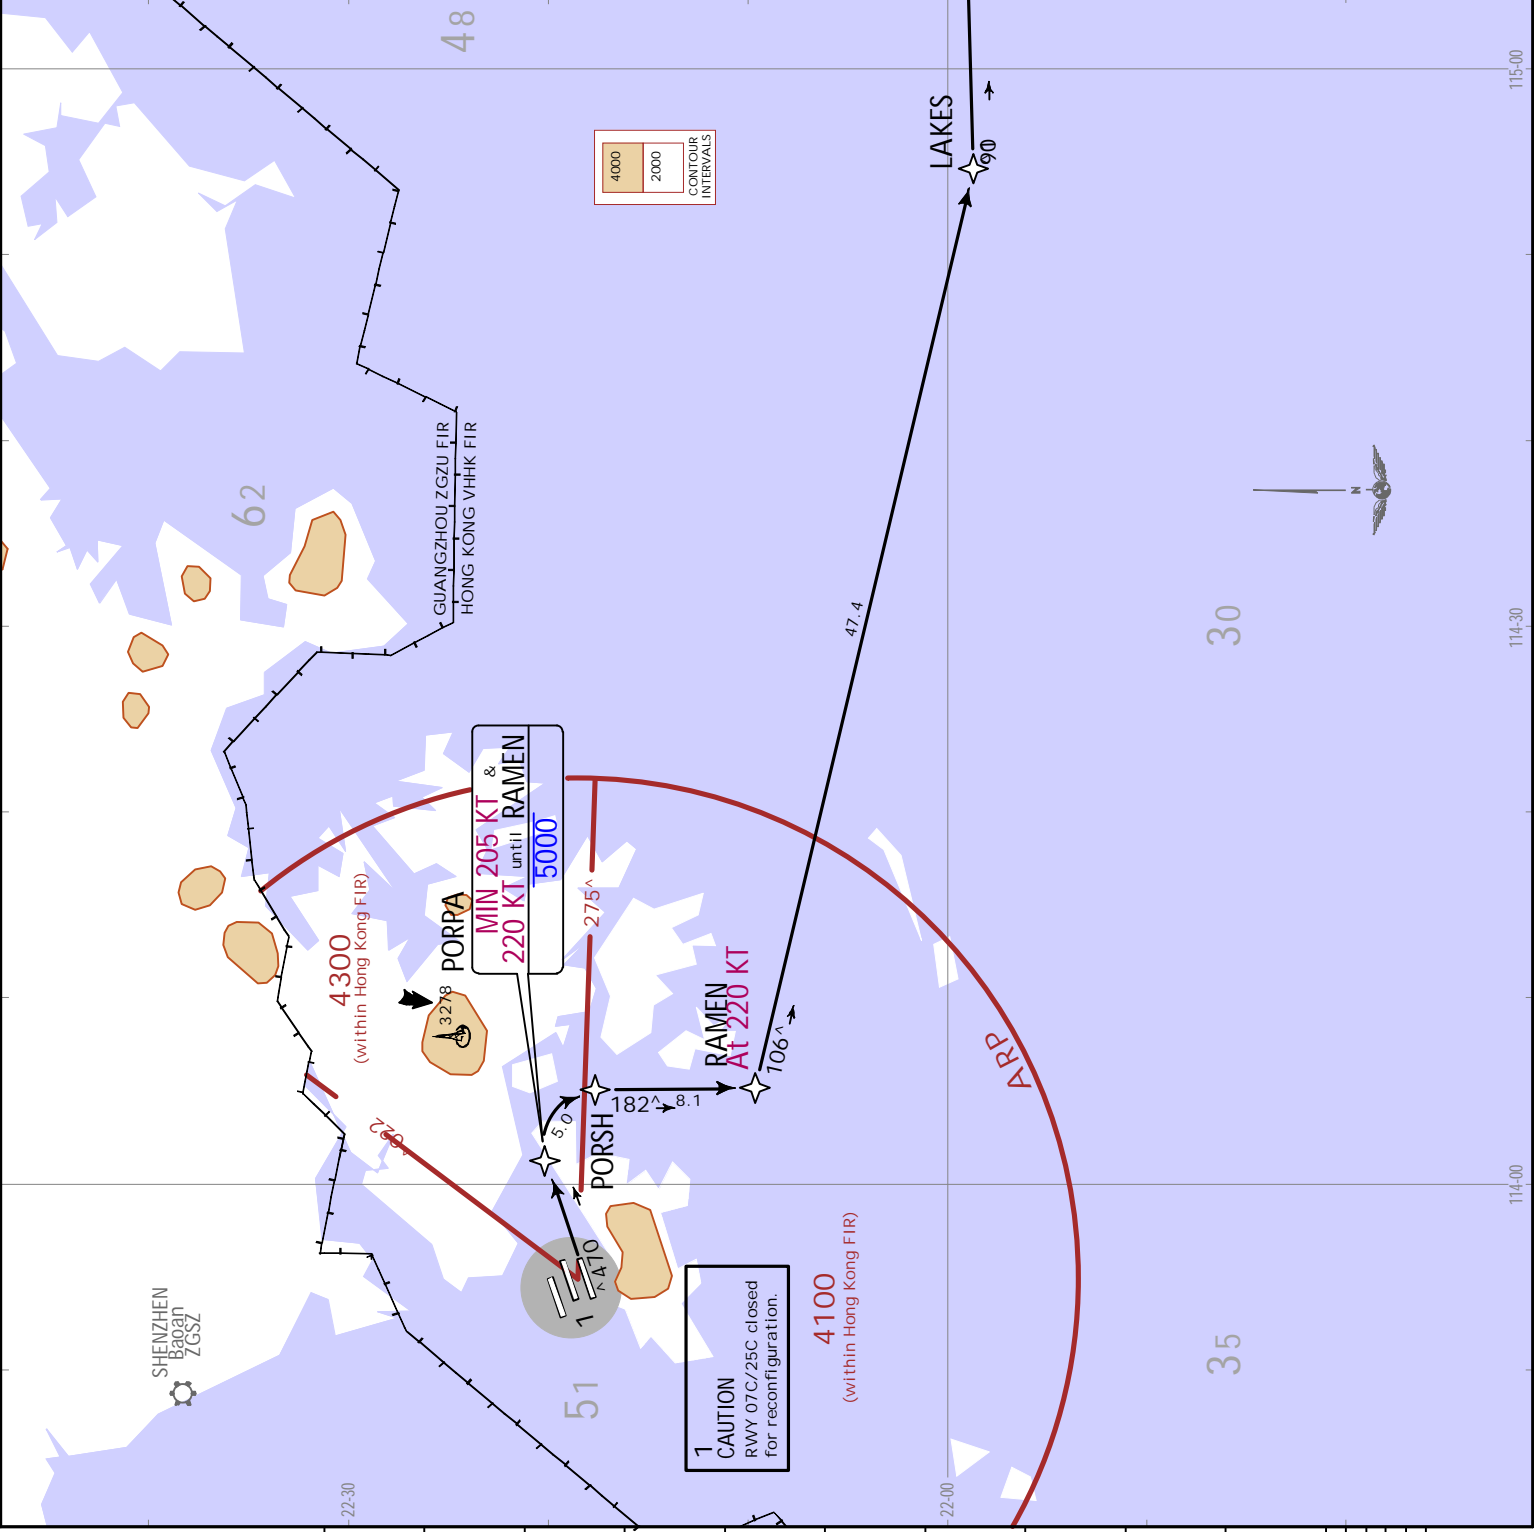 SHENZHEN
Baoan
ZGSZ
62
4300
(within Hong Kong FIR)
22-30
48
GUANGZHOU ZGZU FIR
HONG KONG VHHK FIR
PORPA
3278
MIN 205 KT &
220 KT until RAMEN
5000
51
5.0
275^
1
^470
PORSH
182^
8.1
4000
2000
CONTOUR
INTERVALS
1
CAUTION
RWY 07C/25C closed
for reconfiguration.
RAMEN
At 220 KT
106^
4100
(within Hong Kong FIR)
47.4
22-00
LAKES
90
ARP
35
30
N
114-00
114-30
115-00